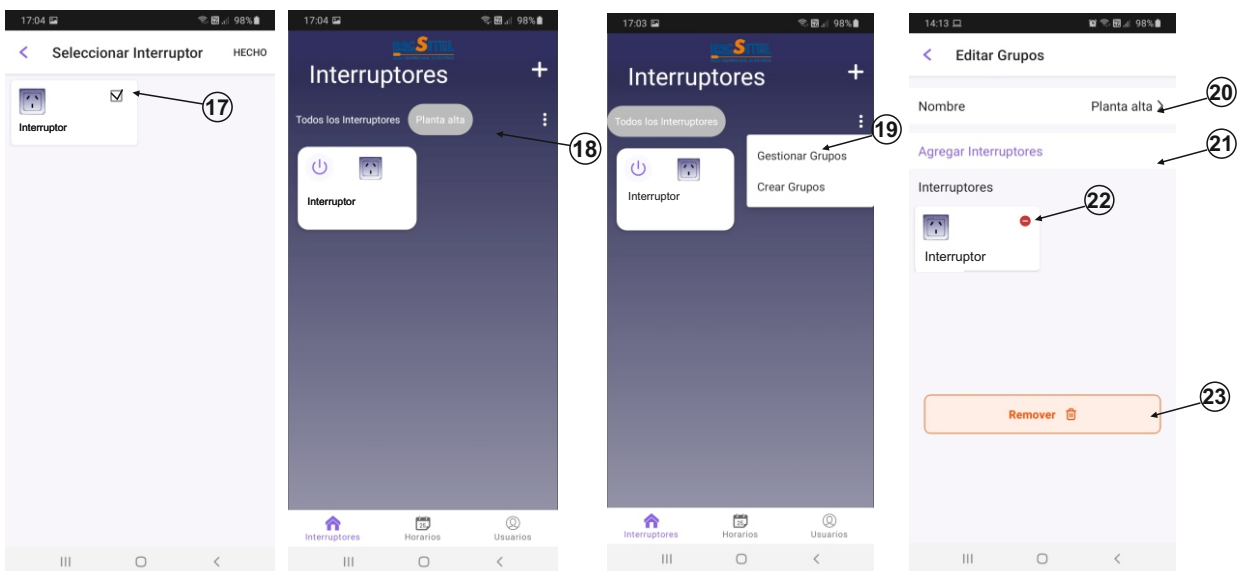 17:04 98%
Seleccionar Interruptor HECHO
Interruptor
17
17:04 98%
Interruptores +
Todos los Interruptores Planta alta
18
Interruptor
Interruptores Horarios Usuarios
17:03 98%
Interruptores +
Todos los Interruptores
19
Gestionar Grupos
Crear Grupos
Interruptor
Interruptores Horarios Usuarios
14:13 98%
Editar Grupos
Nombre Planta alta
20
Agregar Interruptores
21
Interruptores
22
Interruptor
Remover
23